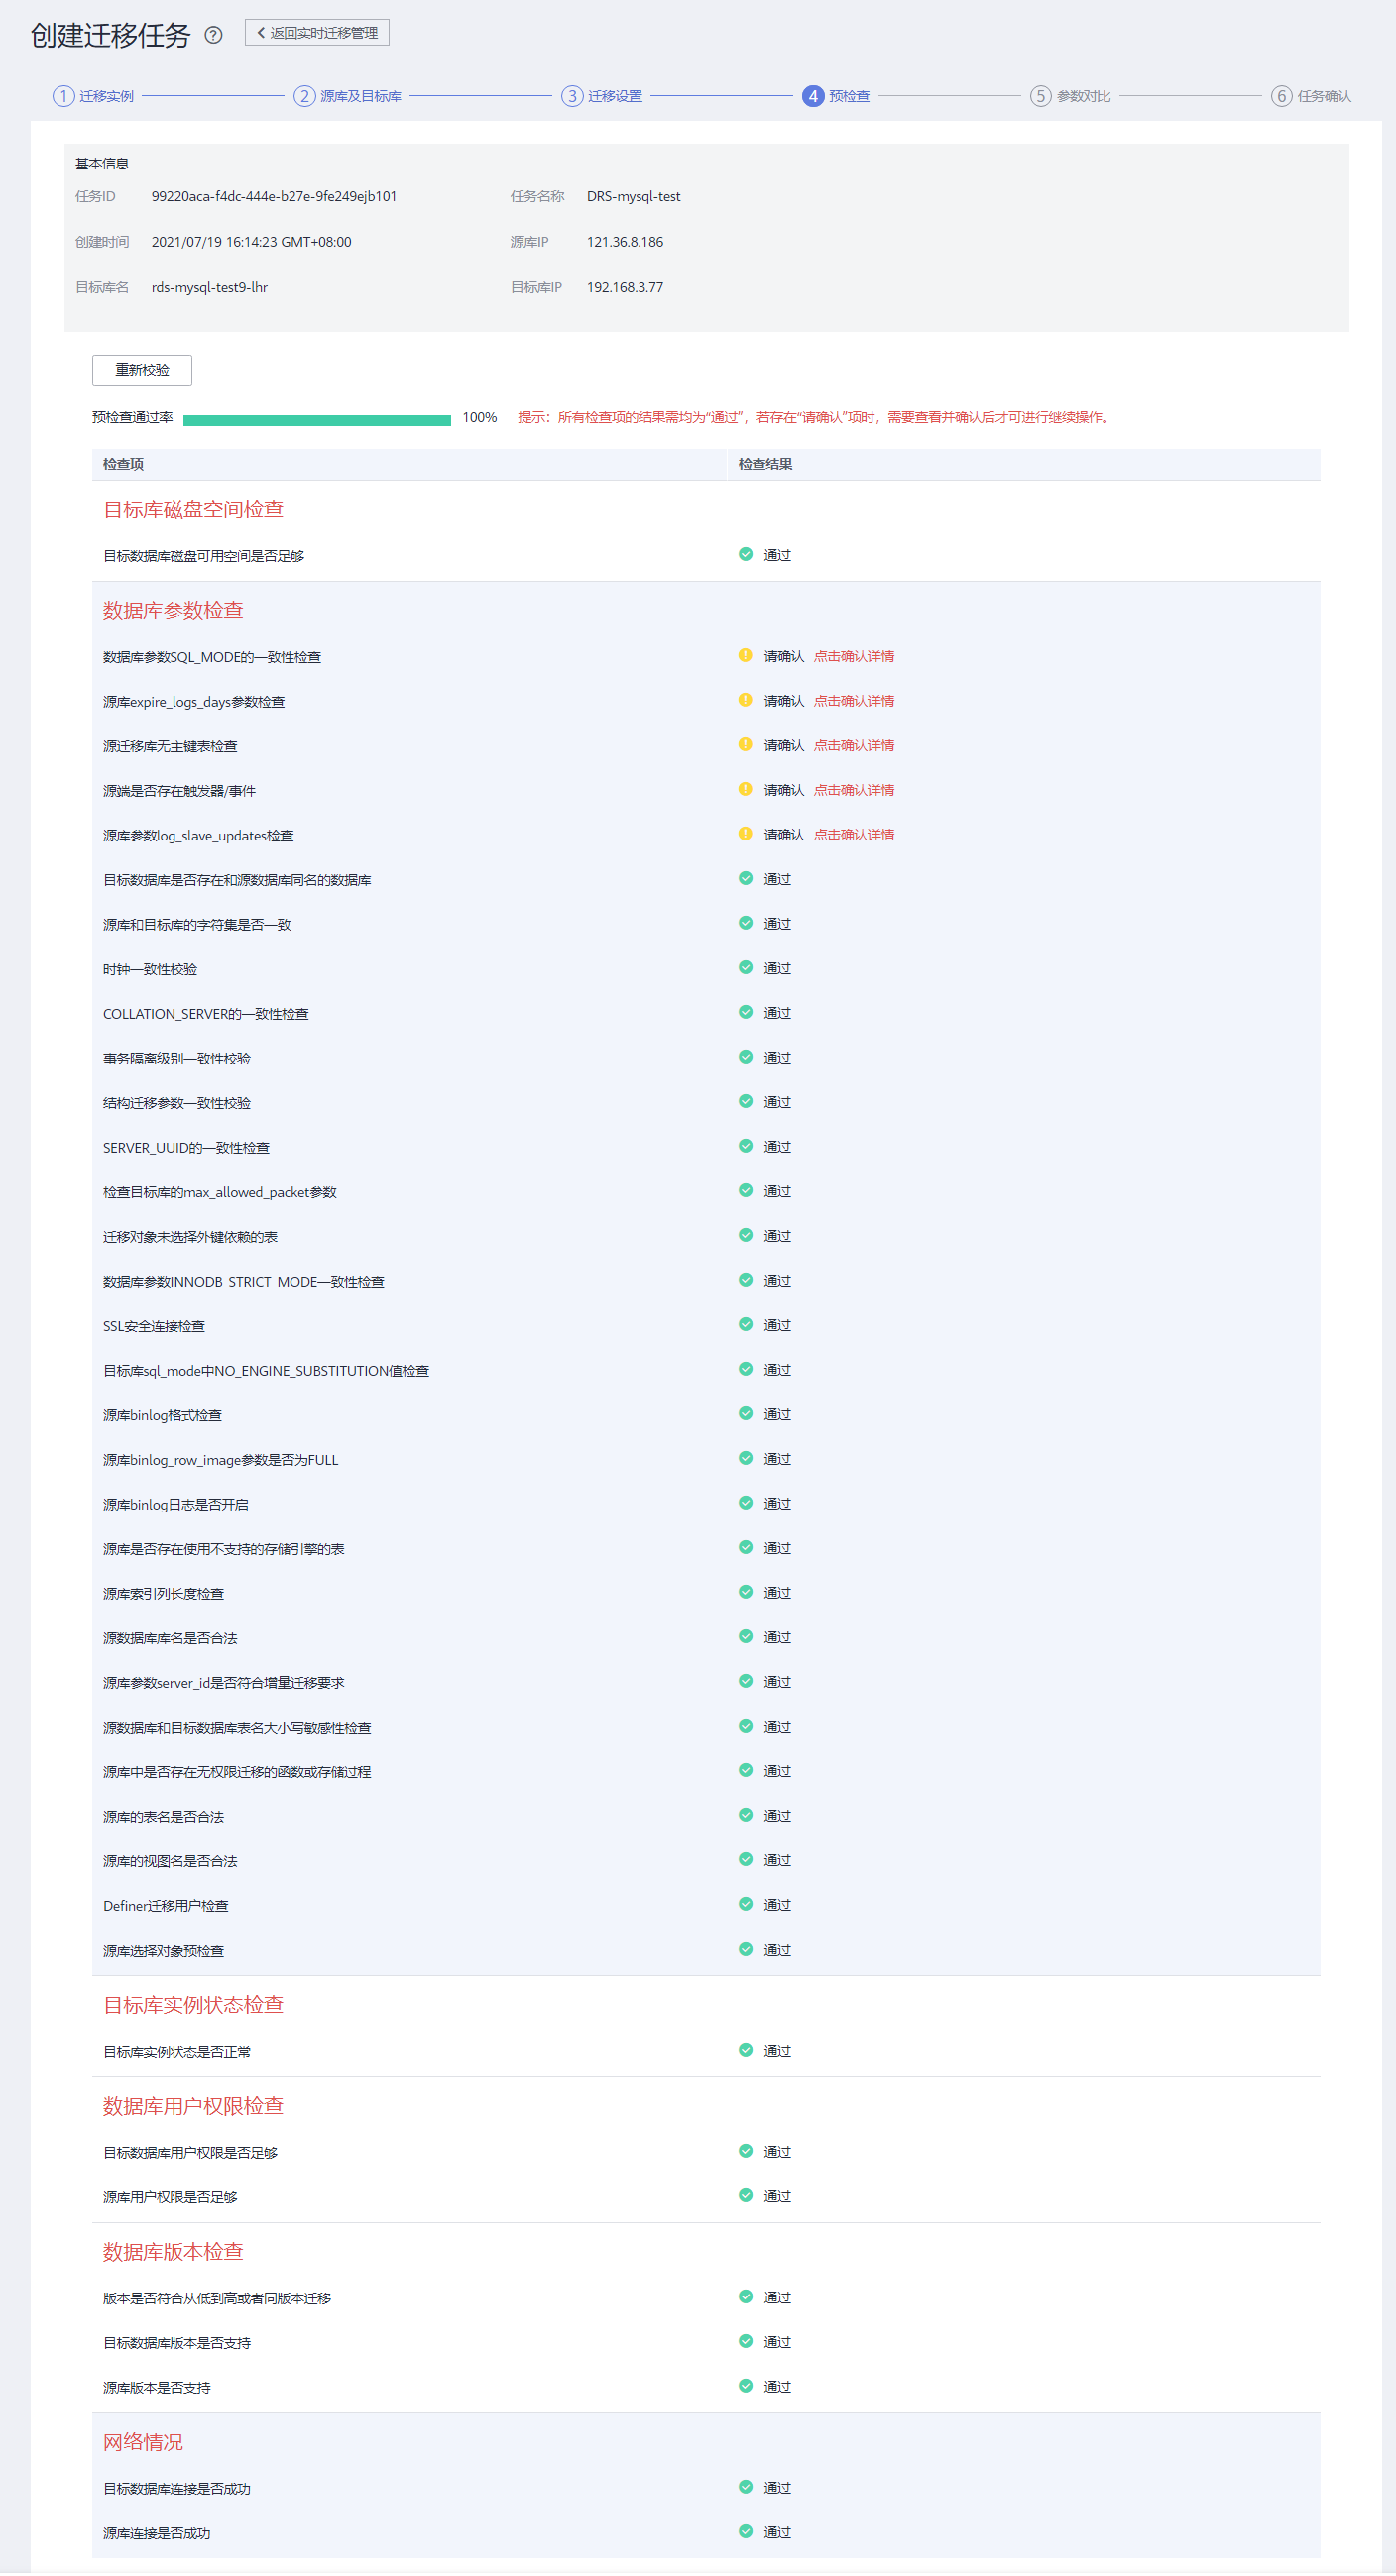 创建迁移任务 ? < 返回实时迁移管理
1 迁移实例 2 源库及目标库 3 迁移设置 4 预检查 5 参数对比 6 任务确认
基本信息
任务ID 99220aca-f4dc-444e-b27e-9fe249ejb101 任务名称 DRS-mysql-test
创建时间 2021/07/19 16:14:23 GMT+08:00 源库IP 121.36.8.186
目标库名 rds-mysql-test9-lhr 目标库IP 192.168.3.77
重新校验
预检查通过率 100% 提示：所有检查项的结果需均为“通过”，若存在“请确认”项时，需要查看并确认后才可进行继续操作。
检查项 检查结果
目标库磁盘空间检查
目标数据库磁盘可用空间是否足够 通过
数据库参数检查
数据库参数SQL_MODE的一致性检查 请确认 点击确认详情
源库expire_logs_days参数检查 请确认 点击确认详情
源迁移库无主键表检查 请确认 点击确认详情
源端是否存在触发器/事件 请确认 点击确认详情
源库参数log_slave_updates检查 请确认 点击确认详情
目标数据库是否存在和源数据库同名的数据库 通过
源库和目标库的字符集是否一致 通过
时钟一致性校验 通过
COLLATION_SERVER的一致性检查 通过
事务隔离级别一致性校验 通过
结构迁移参数一致性校验 通过
SERVER_UUID的一致性检查 通过
检查目标库的max_allowed_packet参数 通过
迁移对象未选择外键依赖的表 通过
数据库参数INNODB_STRICT_MODE一致性检查 通过
SSL安全连接检查 通过
目标库sql_mode中NO_ENGINE_SUBSTITUTION值检查 通过
源库binlog格式检查 通过
源库binlog_row_image参数是否为FULL 通过
源库binlog日志是否开启 通过
源库是否存在使用不支持的存储引擎的表 通过
源库索引列长度检查 通过
源数据库库名是否合法 通过
源库参数server_id是否符合增量迁移要求 通过
源数据库和目标数据库表名大小写敏感性检查 通过
源库中是否存在无权限迁移的函数或存储过程 通过
源库的表名是否合法 通过
源库的视图名是否合法 通过
Definer迁移用户检查 通过
源库选择对象预检查 通过
目标库实例状态检查
目标库实例状态是否正常 通过
数据库用户权限检查
目标数据库用户权限是否足够 通过
源库用户权限是否足够 通过
数据库版本检查
版本是否符合从低到高或者同版本迁移 通过
目标数据库版本是否支持 通过
源库版本是否支持 通过
网络情况
目标数据库连接是否成功 通过
源库连接是否成功 通过